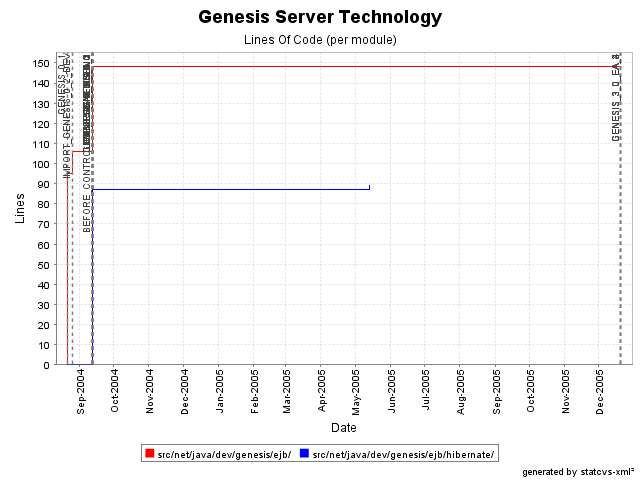 Genesis Server Technology
Lines Of Code (per module)
Lines
150
140
130
120
110
100
90
80
70
60
50
40
30
20
10
0
GENESIS_3_0_EA_
Sep-2004
Oct-2004
Nov-2004
Dec-2004
Jan-2005
Feb-2005
Mar-2005
Apr-2005
May-2005
Jun-2005
Jul-2005
Aug-2005
Sep-2005
Oct-2005
Nov-2005
Dec-2005
Date
src/net/java/dev/genesis/ejb/
src/net/java/dev/genesis/ejb/hibernate/
generated by statcvs-xml²